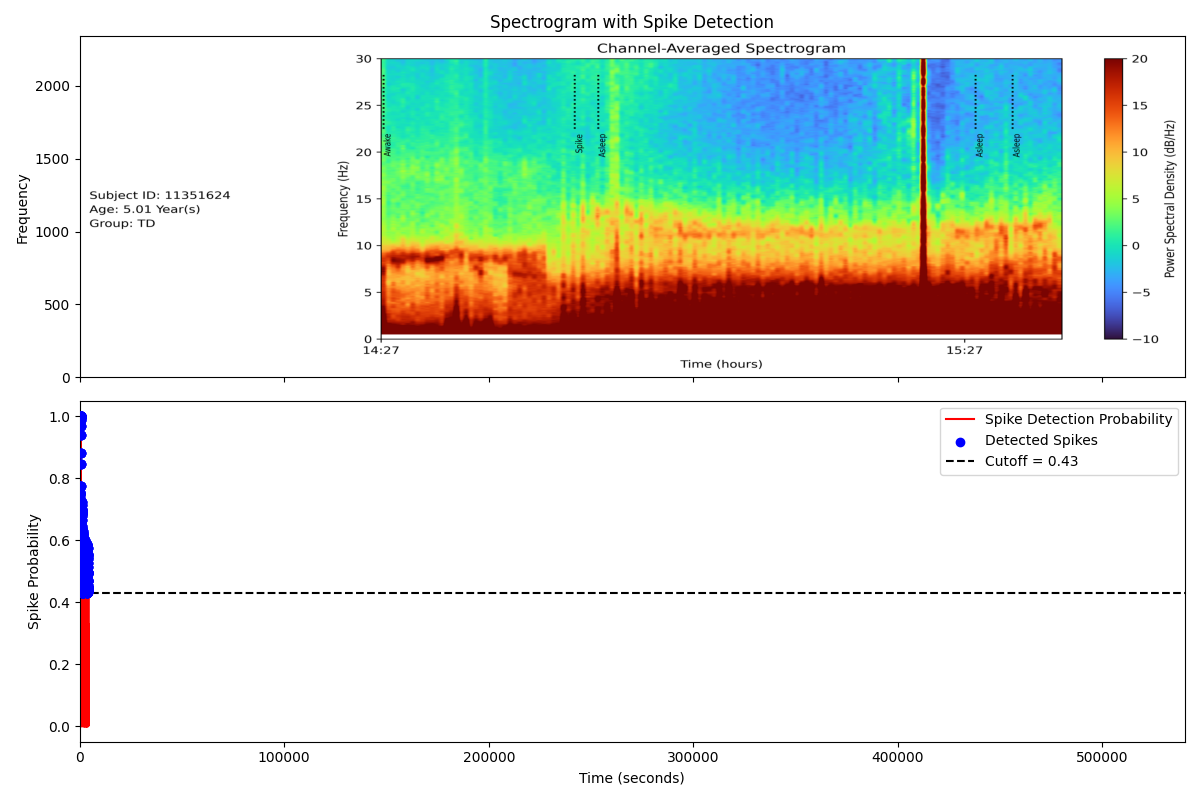 Spectrogram with Spike Detection
Channel-Averaged Spectrogram
Frequency
2000
1500
1000
500
0
Subject ID: 11351624
Age: 5.01 Year(s)
Group: TD
Frequency (Hz)
30
25
20
15
10
5
0
Awake
Spike
Asleep
Asleep
Asleep
14:27
15:27
Time (hours)
20
15
10
5
0
−5
−10
Power Spectral Density (dB/Hz)
Spike Probability
1.0
0.8
0.6
0.4
0.2
0.0
Spike Detection Probability
Detected Spikes
Cutoff = 0.43
0
100000
200000
300000
400000
500000
Time (seconds)